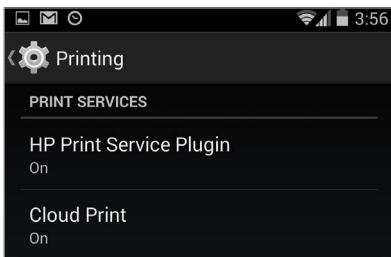 3:56
Printing
PRINT SERVICES
HP Print Service Plugin
On
Cloud Print
On